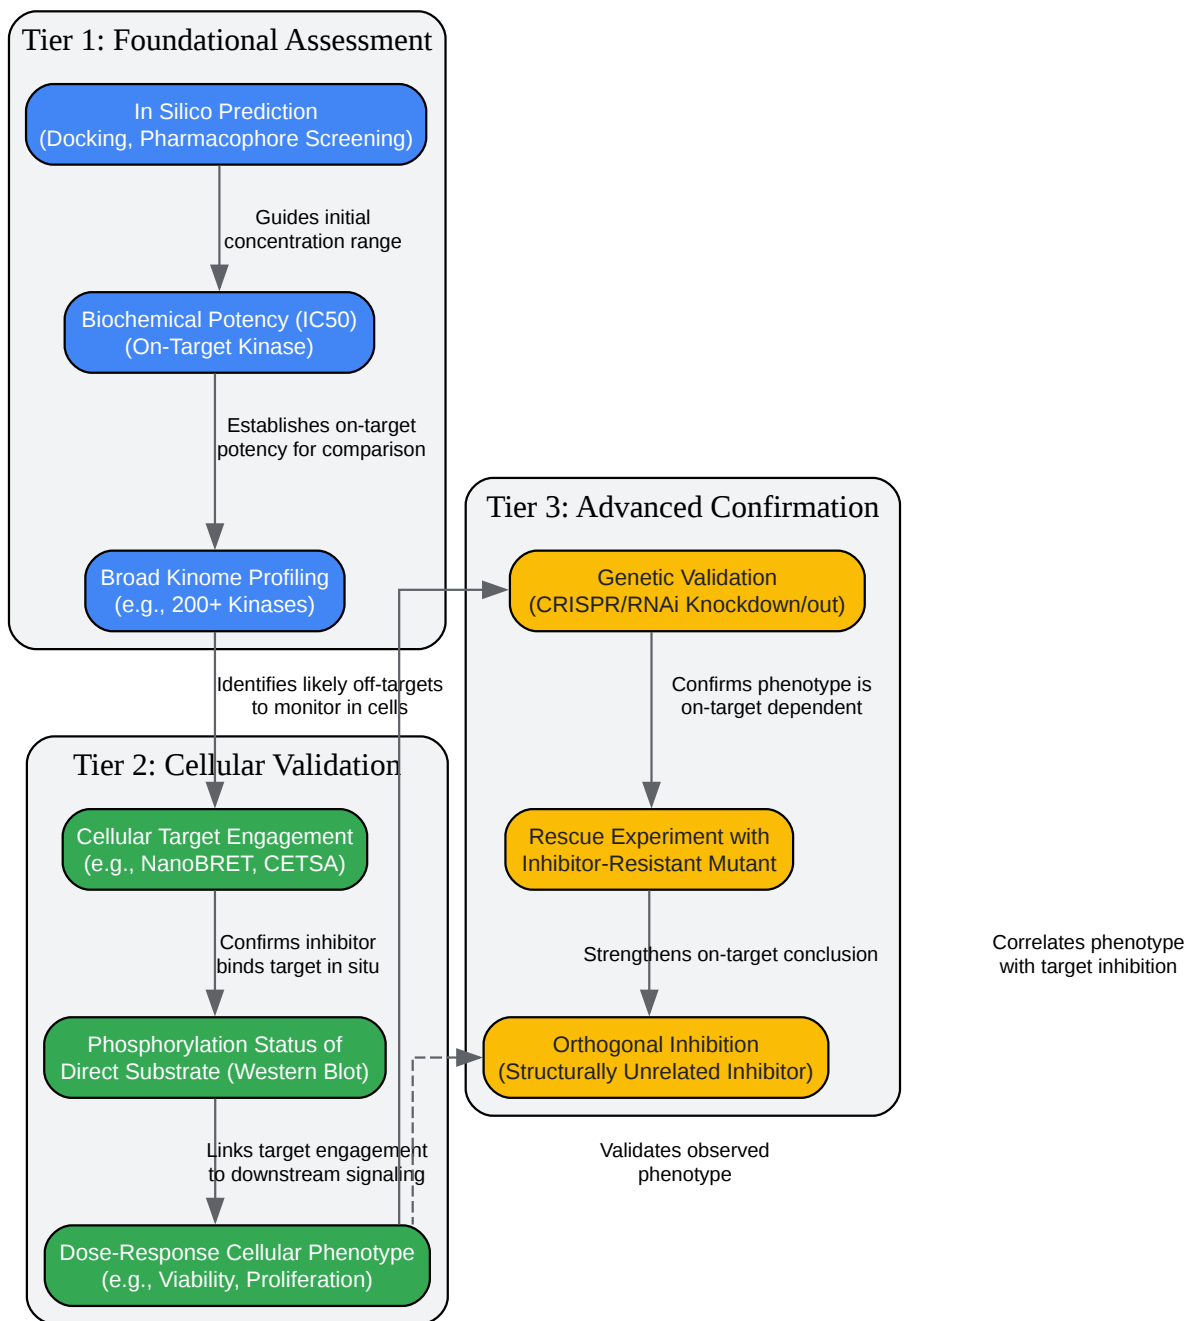 Tier 1: Foundational Assessment
In Silico Prediction
(Docking, Pharmacophore Screening)
Guides initial
concentration range
Biochemical Potency (IC50)
(On-Target Kinase)
Establishes on-target
potency for comparison
Broad Kinome Profiling
(e.g., 200+ Kinases)
Identifies likely off-targets
to monitor in cells
Tier 2: Cellular Validation
Cellular Target Engagement
(e.g., NanoBRET, CETSA)
Confirms inhibitor
binds target in situ
Phosphorylation Status of
Direct Substrate (Western Blot)
Links target engagement
to downstream signaling
Dose-Response Cellular Phenotype
(e.g., Viability, Proliferation)
Tier 3: Advanced Confirmation
Genetic Validation
(CRISPR/RNAi Knockdown/out)
Confirms phenotype is
on-target dependent
Rescue Experiment with
Inhibitor-Resistant Mutant
Strengthens on-target conclusion
Orthogonal Inhibition
(Structurally Unrelated Inhibitor)
Validates observed
phenotype
Correlates phenotype
with target inhibition